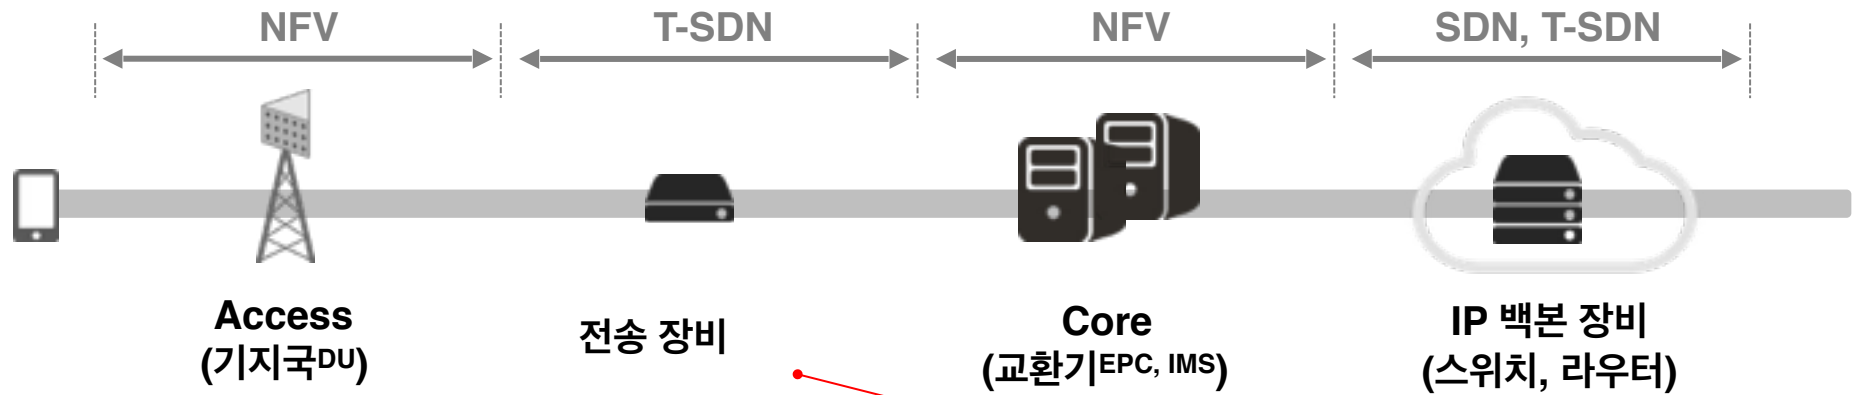 NFV
T-SDN
NFV
SDN, T-SDN
Access
(기지국DU)
전송 장비
Core
(교환기EPC, IMS)
IP 백본 장비
(스위치, 라우터)